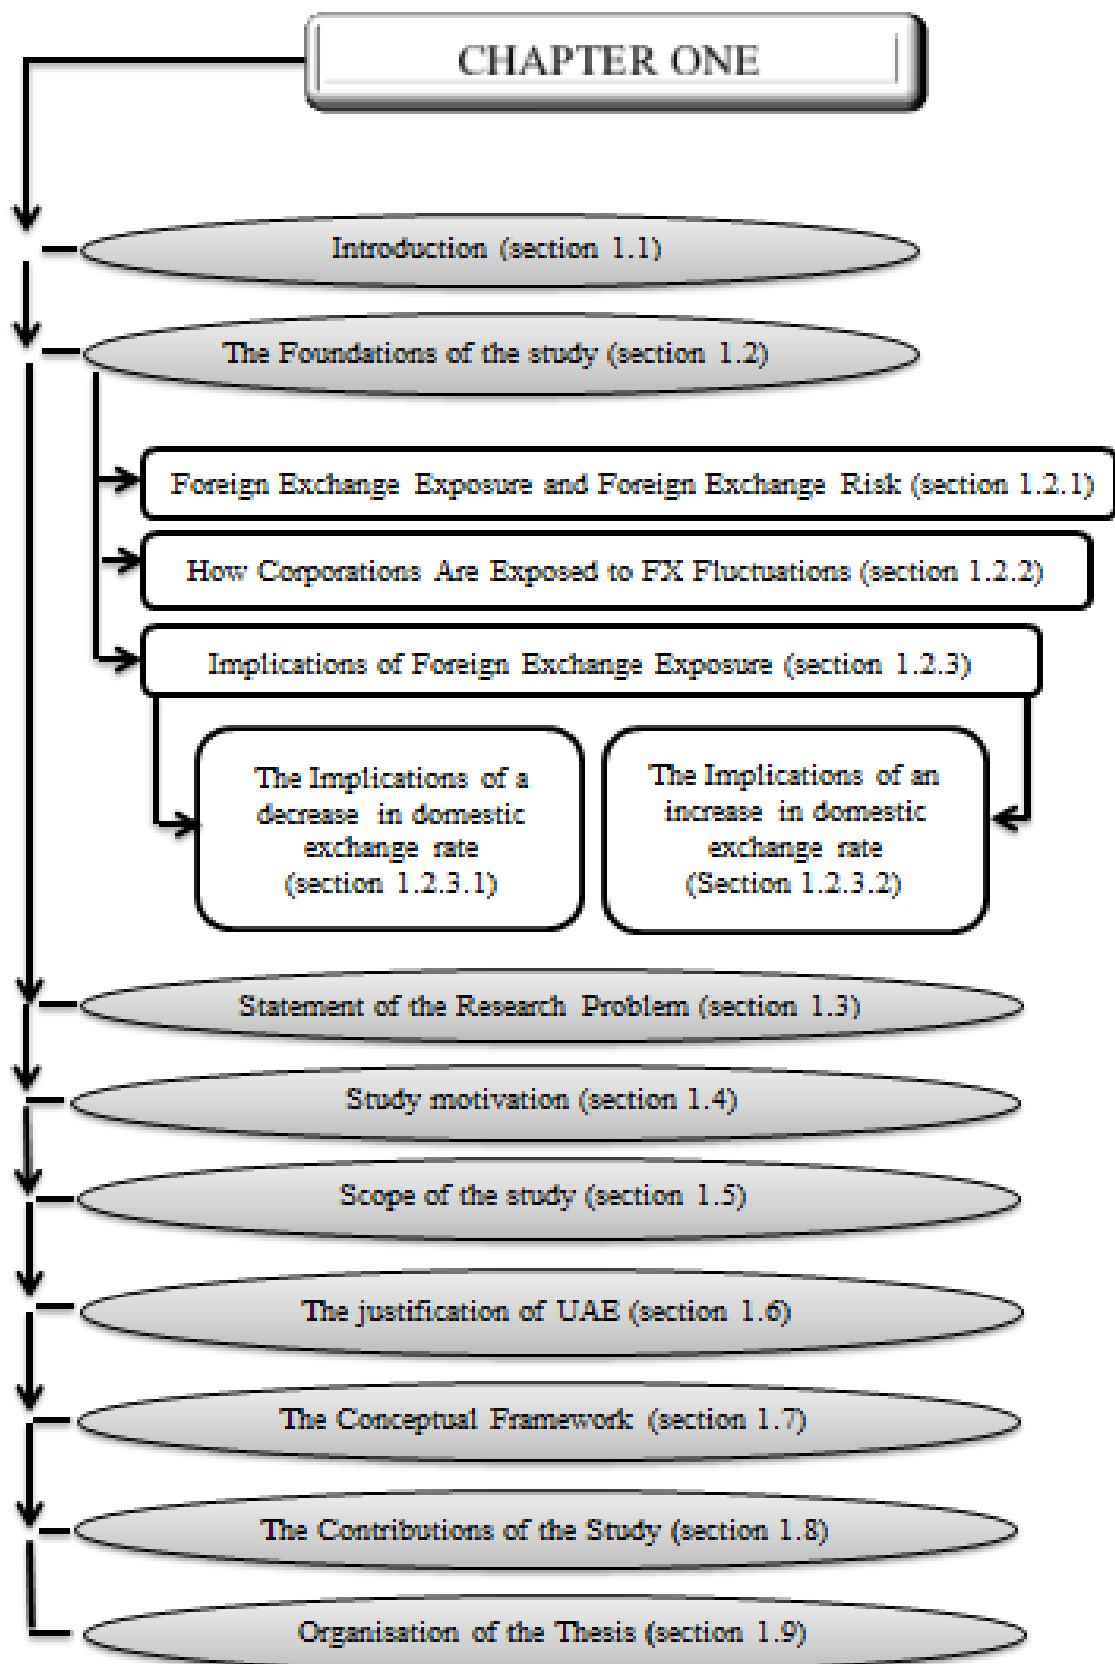 CHAPTER ONE
Introduction (section 1.1)
The Foundations of the study (section 1.2)
Foreign Exchange Exposure and Foreign Exchange Risk (section 1.2.1)
How Corporations Are Exposed to FX Fluctuations (section 1.2.2)
Implications of Foreign Exchange Exposure (section 1.2.3)
The Implications of a
decrease in domestic
exchange rate
(section 1.2.3.1)
The Implications of an
increase in domestic
exchange rate
(Section 1.2.3.2)
Statement of the Research Problem (section 1.3)
Study motivation (section 1.4)
Scope of the study (section 1.5)
The justification of UAE (section 1.6)
The Conceptual Framework (section 1.7)
The Contributions of the Study (section 1.8)
Organisation of the Thesis (section 1.9)